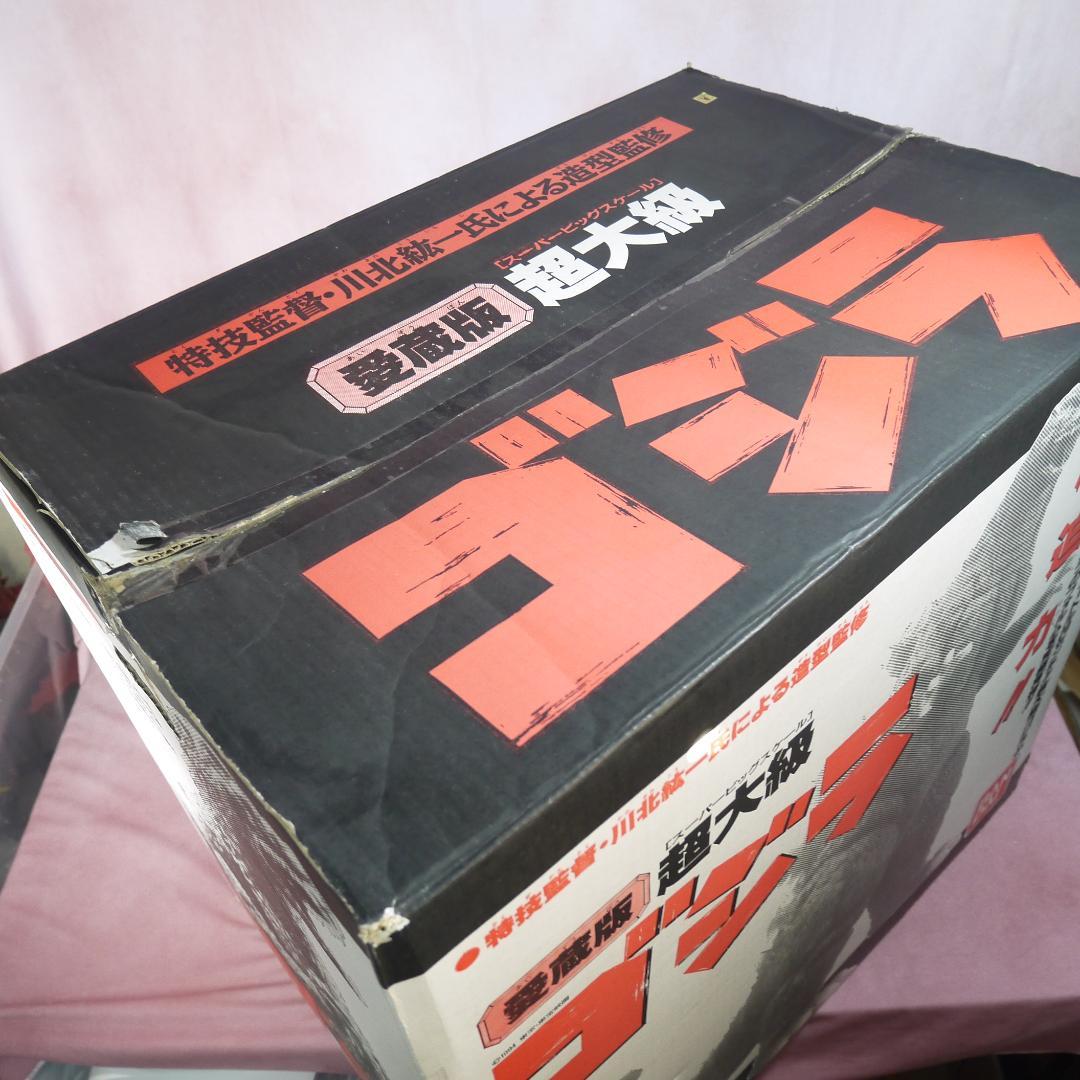 特技監督・川北紘一氏による造型監修
[スーパービッグスケール]
愛蔵版 超大級
ゴジラ
●特技監督・川北紘一氏による造型監修
[スーパービッグスケール]
愛蔵版 超大級
ゴジラ